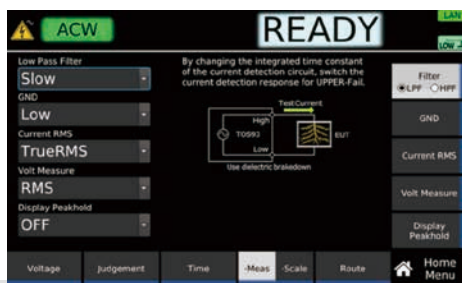 ACW
READY
LAN
LOW
Low Pass Filter
Slow
GND
Low
Current RMS
TrueRMS
Volt Measure
RMS
Display Peakhold
OFF
By changing the integrated time constant
of the current detection circuit, switch the
current detection response for UPPER-Fail.
TestCurrent
High
TOS93
EUT
Low
Use dielectric brakedown
Filter
LPF HPF
GND
Current RMS
Volt Measure
Display
Peakhold
Voltage
Judgement
Time
-Meas
-Scale
Route
Home
Menu